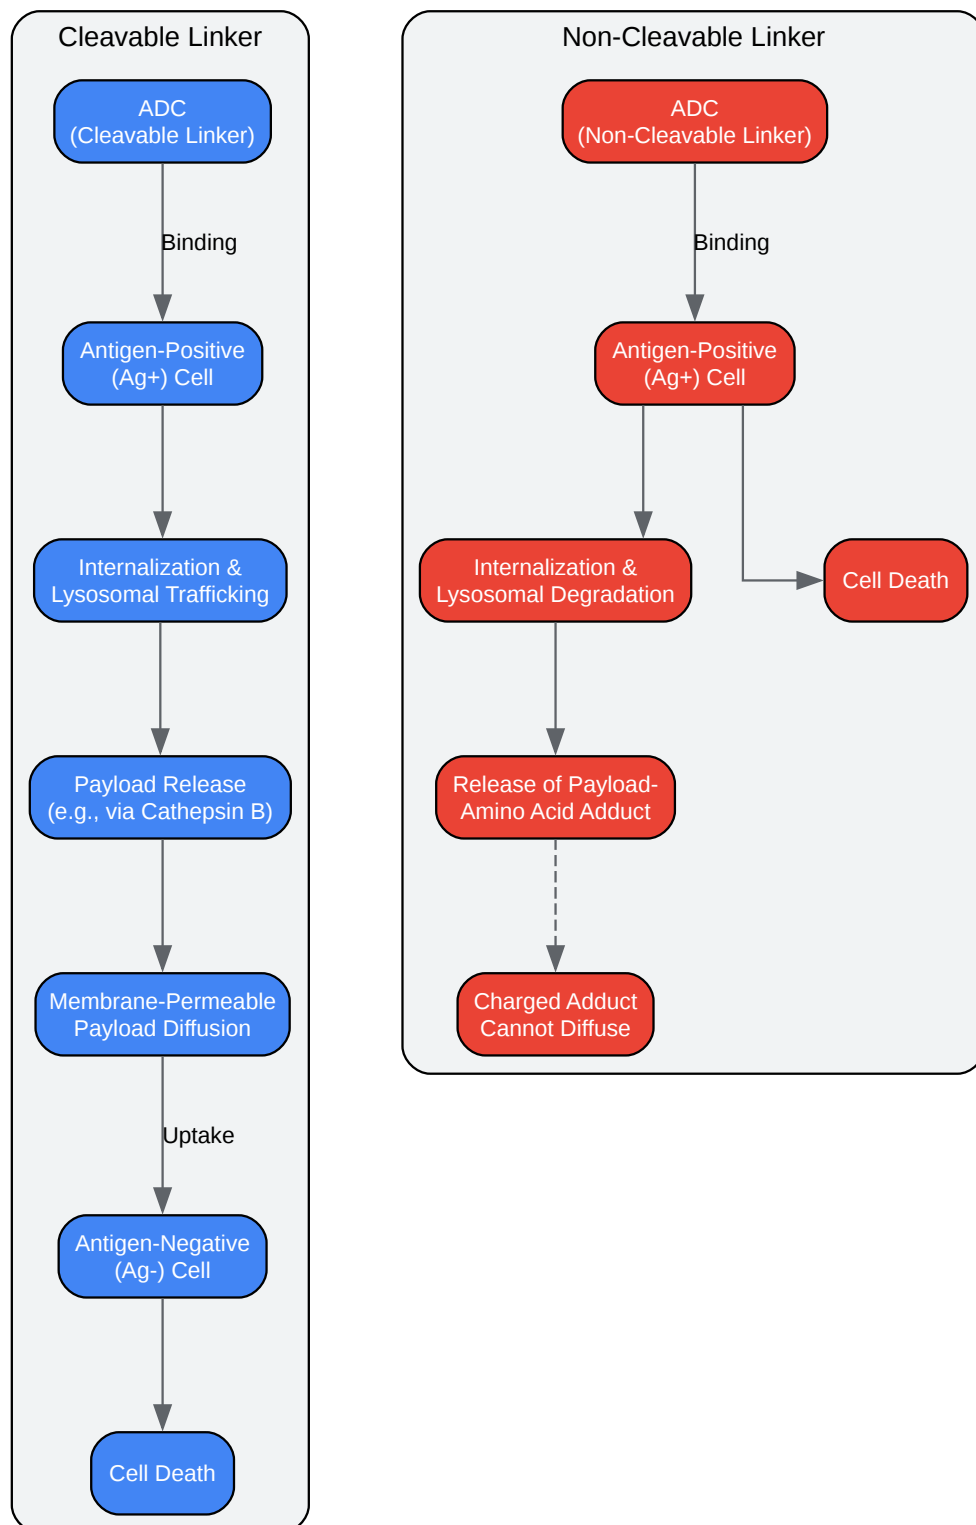 Cleavable Linker
ADC
(Cleavable Linker)
Binding
Antigen-Positive
(Ag+) Cell
Internalization &
Lysosomal Trafficking
Payload Release
(e.g., via Cathepsin B)
Membrane-Permeable
Payload Diffusion
Uptake
Antigen-Negative
(Ag-) Cell
Cell Death
Non-Cleavable Linker
ADC
(Non-Cleavable Linker)
Binding
Antigen-Positive
(Ag+) Cell
Internalization &
Lysosomal Degradation
Cell Death
Release of Payload-
Amino Acid Adduct
Charged Adduct
Cannot Diffuse